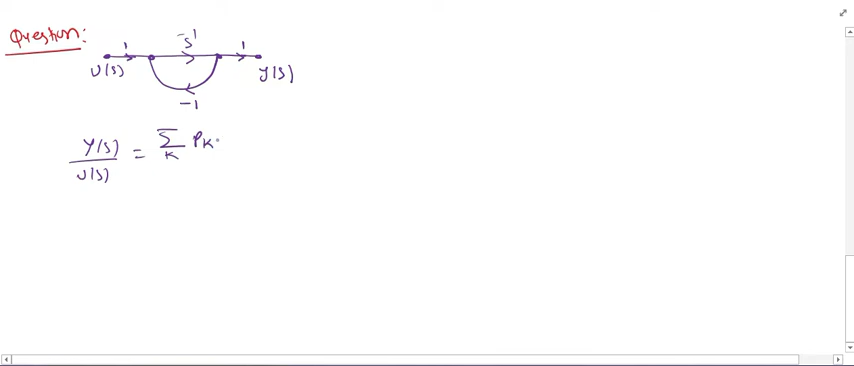 Question:
1 s⁻¹ 1
U(s) Y(s)
-1
Y(s) / U(s) = Σ K PK